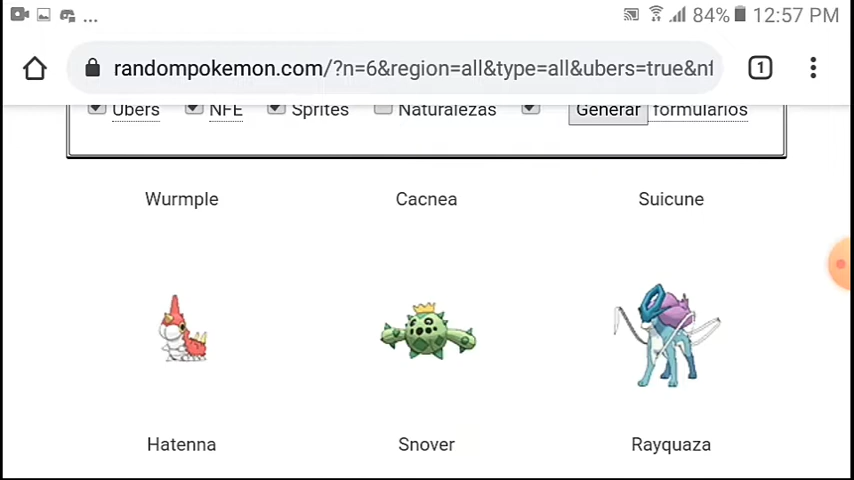 ... 84% 12:57 PM
randompokemon.com/?n=6&region=all&type=all&ubers=true&nf
1
Ubers NFE Sprites Naturalezas Generar formularios
Wurmple Cacnea Suicune
Hatenna Snover Rayquaza